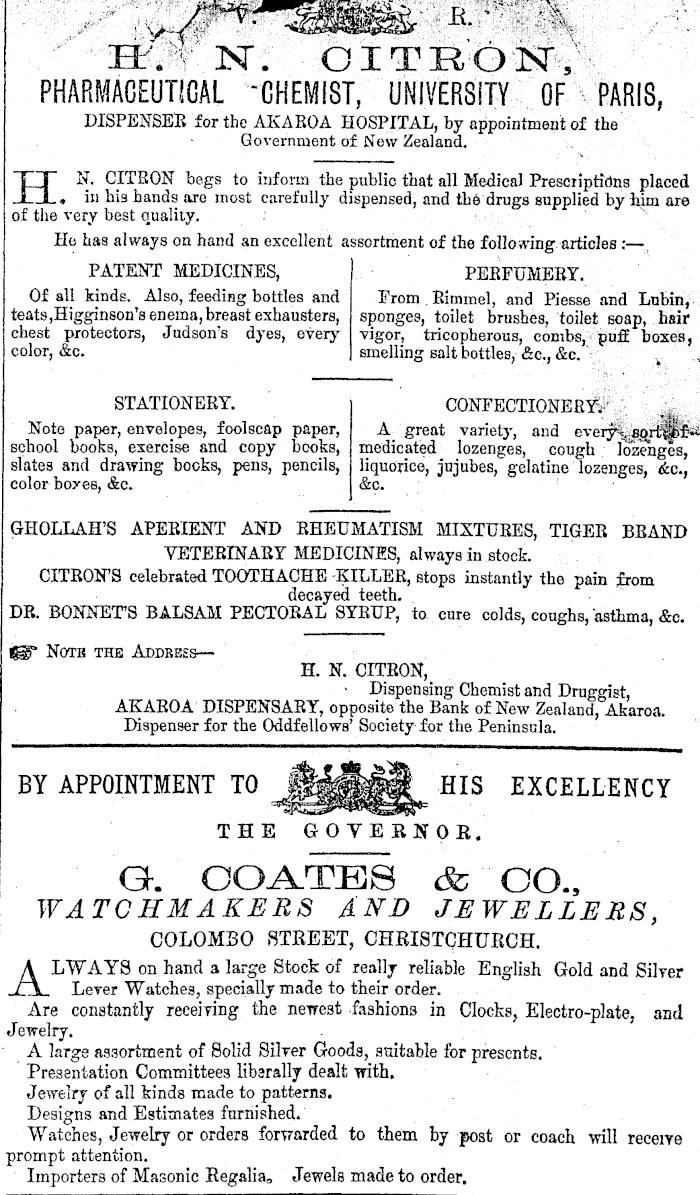 V. R.
H. N. CITRON,
PHARMACEUTICAL CHEMIST, UNIVERSITY OF PARIS,
DISPENSER for the AKAROA HOSPITAL, by appointment of the
Government of New Zealand.
H. N. CITRON begs to inform the public that all Medical Prescriptions placed
in his hands are most carefully dispensed, and the drugs supplied by him are
of the very best quality.
He has always on hand an excellent assortment of the following articles :—
PATENT MEDICINES,
Of all kinds. Also, feeding bottles and
teats, Higginson's enema, breast exhausters,
chest protectors, Judson's dyes, every
color, &c.
PERFUMERY.
From Rimmel, and Piesse and Lubin,
sponges, toilet brushes, toilet soap, hair
vigor, tricopherous, combs, puff boxes,
smelling salt bottles, &c., &c.
STATIONERY.
Note paper, envelopes, foolscap paper,
school books, exercise and copy books,
slates and drawing books, pens, pencils,
color boxes, &c.
CONFECTIONERY.
A great variety, and every sort of
medicated lozenges, cough lozenges,
liquorice, jujubes, gelatine lozenges, &c.,
&c.
GHOLLAH'S APERIENT AND RHEUMATISM MIXTURES, TIGER BRAND
VETERINARY MEDICINES, always in stock.
CITRON'S celebrated TOOTHACHE KILLER, stops instantly the pain from
decayed teeth.
DR. BONNET'S BALSAM PECTORAL SYRUP, to cure colds, coughs, asthma, &c.
☞ NOTE THE ADDRESS—
H. N. CITRON,
Dispensing Chemist and Druggist,
AKAROA DISPENSARY, opposite the Bank of New Zealand, Akaroa.
Dispenser for the Oddfellows' Society for the Peninsula.
BY APPOINTMENT TO HIS EXCELLENCY
THE GOVERNOR.
G. COATES & CO.,
WATCHMAKERS AND JEWELLERS,
COLOMBO STREET, CHRISTCHURCH.
ALWAYS on hand a large Stock of really reliable English Gold and Silver
Lever Watches, specially made to their order.
Are constantly receiving the newest fashions in Clocks, Electro-plate, and
Jewelry.
A large assortment of Solid Silver Goods, suitable for presents.
Presentation Committees liberally dealt with.
Jewelry of all kinds made to patterns.
Designs and Estimates furnished.
Watches, Jewelry or orders forwarded to them by post or coach will receive
prompt attention.
Importers of Masonic Regalia, Jewels made to order.